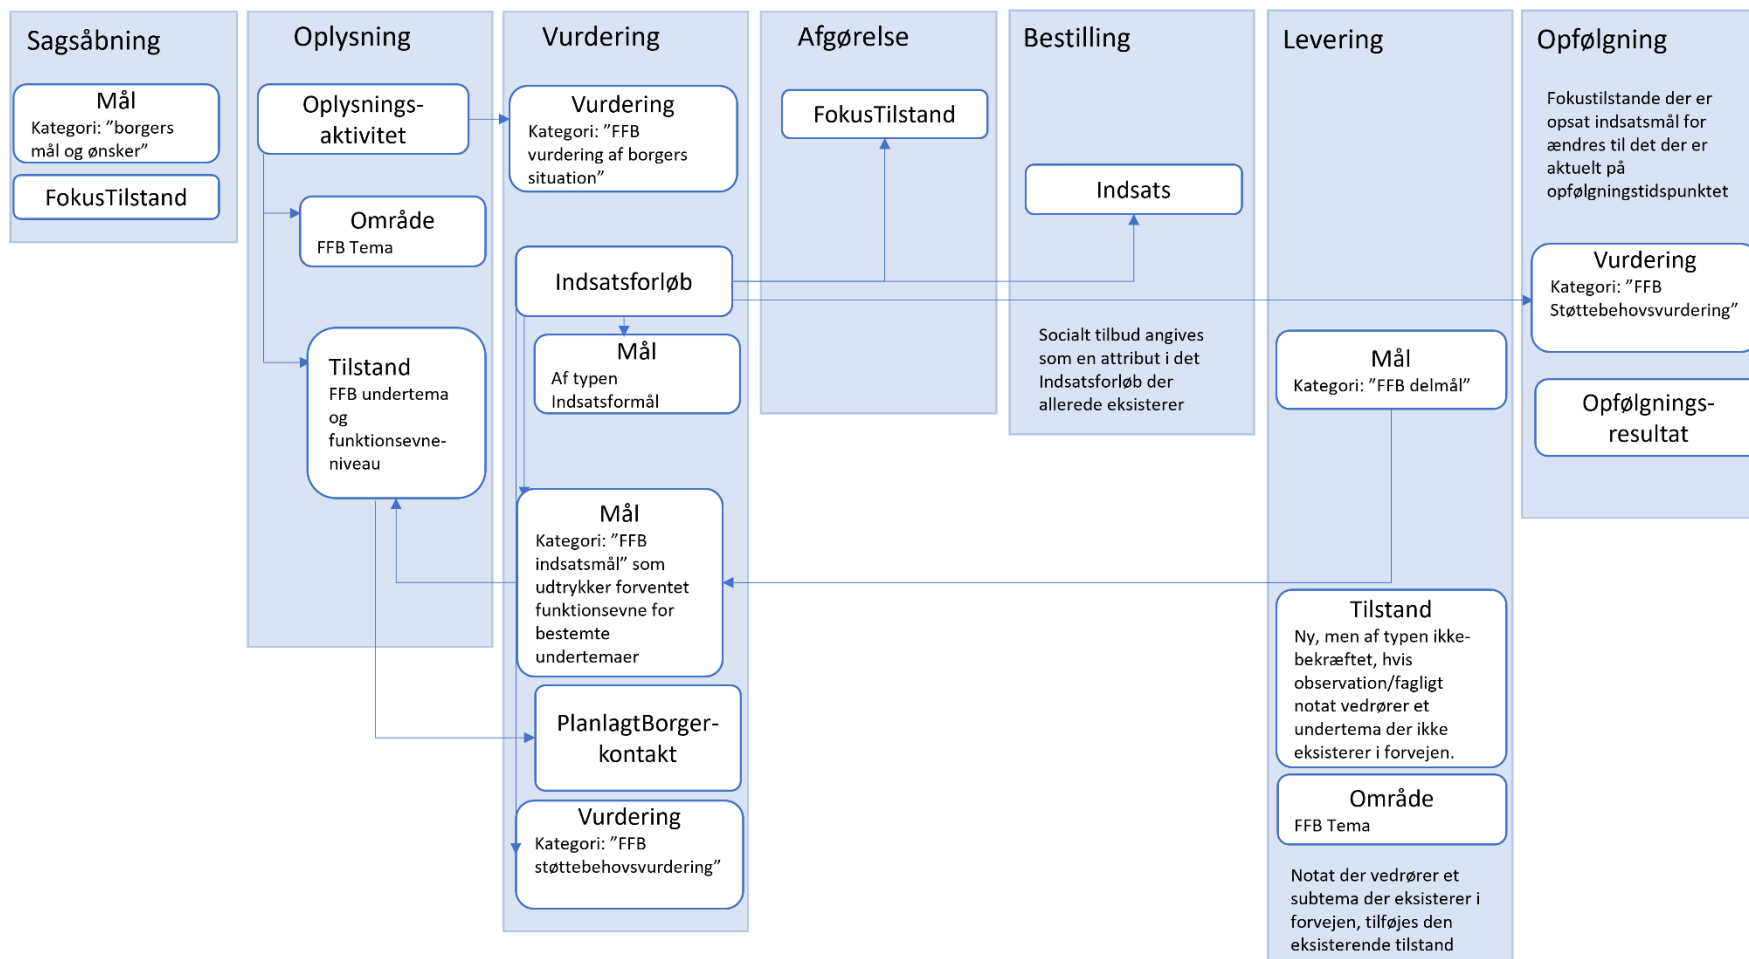 Sagsåbning
Mål
Kategori: ”borgers
mål og ønsker”
FokusTilstand
Oplysning
Oplysnings-
aktivitet
Område
FFB Tema
Tilstand
FFB undertema
og
funktionsevne-
niveau
Vurdering
Vurdering
Kategori: ”FFB
vurdering af borgers
situation”
Indsatsforløb
Mål
Af typen
Indsatsformål
Mål
Kategori: ”FFB
indsatsmål” som
udtrykker forventet
funktionsevne for
bestemte
undertemaer
PlanlagtBorger-
kontakt
Vurdering
Kategori: ”FFB
støttebehovsvurdering”
Afgørelse
FokusTilstand
Bestilling
Indsats
Socialt tilbud angives
som en attribut i det
Indsatsforløb der
allerede eksisterer
Levering
Mål
Kategori: ”FFB delmål”
Tilstand
Ny, men af typen ikke-
bekræftet, hvis
observation/fagligt
notat vedrører et
undertema der ikke
eksisterer i forvejen.
Område
FFB Tema
Notat der vedrører et
subtema der eksisterer i
forvejen, tilføjes den
eksisterende tilstand
Opfølgning
Fokustilstande der er
opsat indsatsmål for
ændres til det der er
aktuelt på
opfølgningstidspunktet
Vurdering
Kategori: ”FFB
Støttebehovsvurdering”
Opfølgnings-
resultat